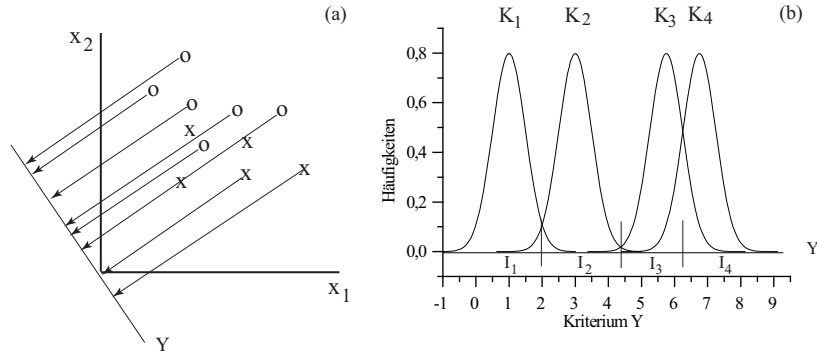 (a)
x2
o
o
o
o
o
x
x
o
x
x
x
x1
Y
(b)
K1 K2 K3 K4
0,8
0,6
0,4
0,2
0,0
Häufigkeiten
I1 I2 I3 I4
Y
-1 0 1 2 3 4 5 6 7 8 9
Kriterium Y